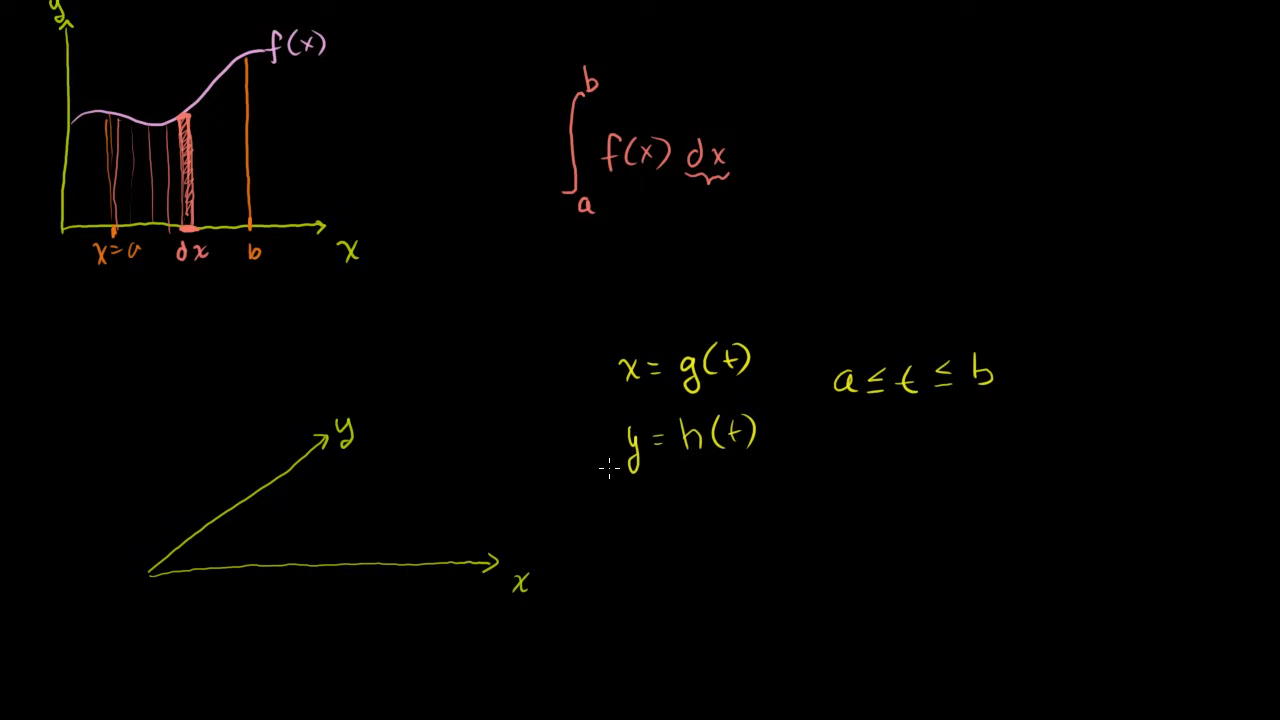 y
f(x)
x=a
dx
b
x
∫
b
a
f(x) dx
x = g(t)
a ≤ t ≤ b
y = h(t)
y
x